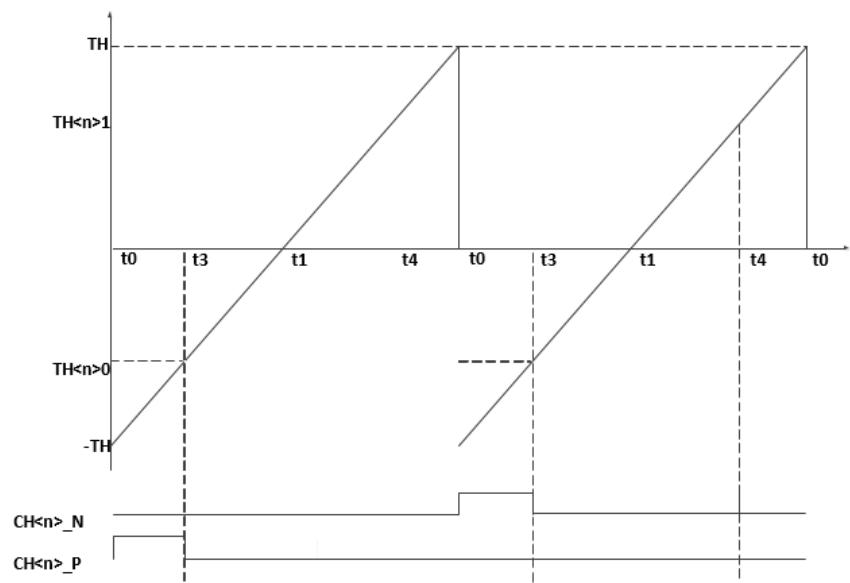 TH
TH<n>1
t0 t3 t1 t4 t0 t3 t1 t4 t0
TH<n>0
-TH
CH<n>_N
CH<n>_P